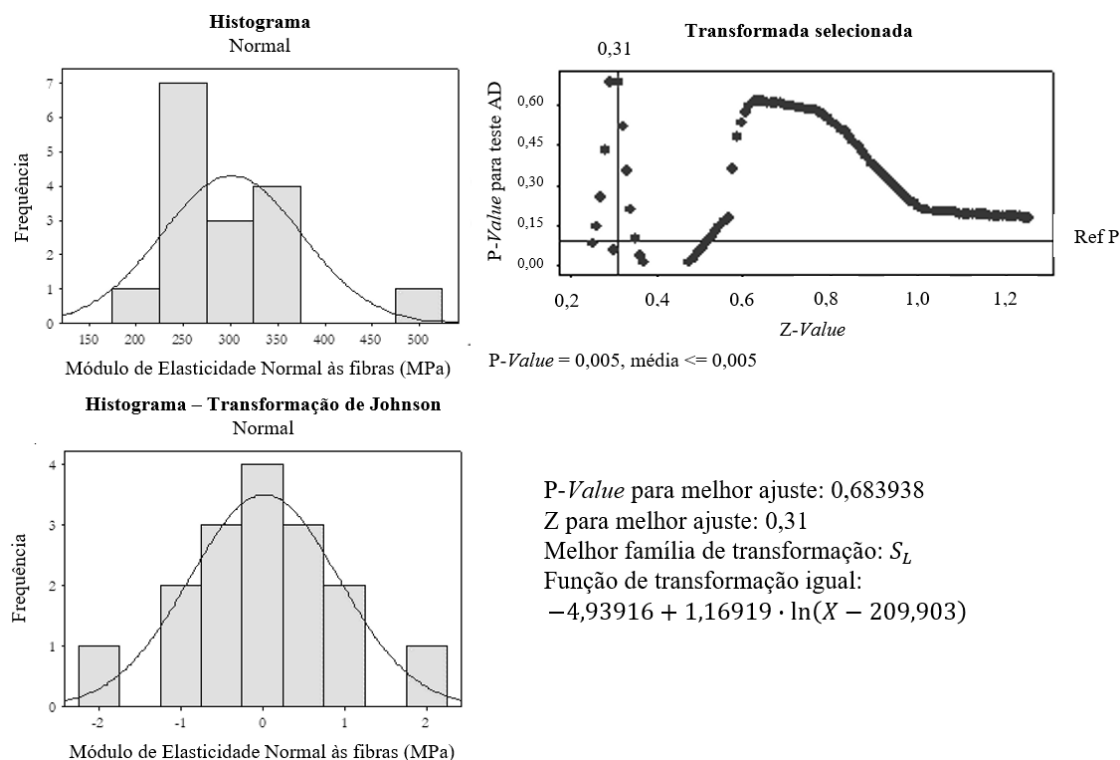 Histograma
Normal
7
6
5
4
3
2
1
0
Frequência
150 200 250 300 350 400 450 500
Módulo de Elasticidade Normal às fibras (MPa)
Transformada selecionada
0,31
0,60
0,45
0,30
0,15
0,00
P-Value para teste AD
Ref P
0,2 0,4 0,6 0,8 1,0 1,2
Z-Value
P-Value = 0,005, média <= 0,005
Histograma – Transformação de Johnson
Normal
4
3
2
1
0
Frequência
-2 -1 0 1 2
Módulo de Elasticidade Normal às fibras (MPa)
P-Value para melhor ajuste: 0,683938
Z para melhor ajuste: 0,31
Melhor família de transformação: S_L
Função de transformação igual:
−4,93916 + 1,16919 · ln(X − 209,903)